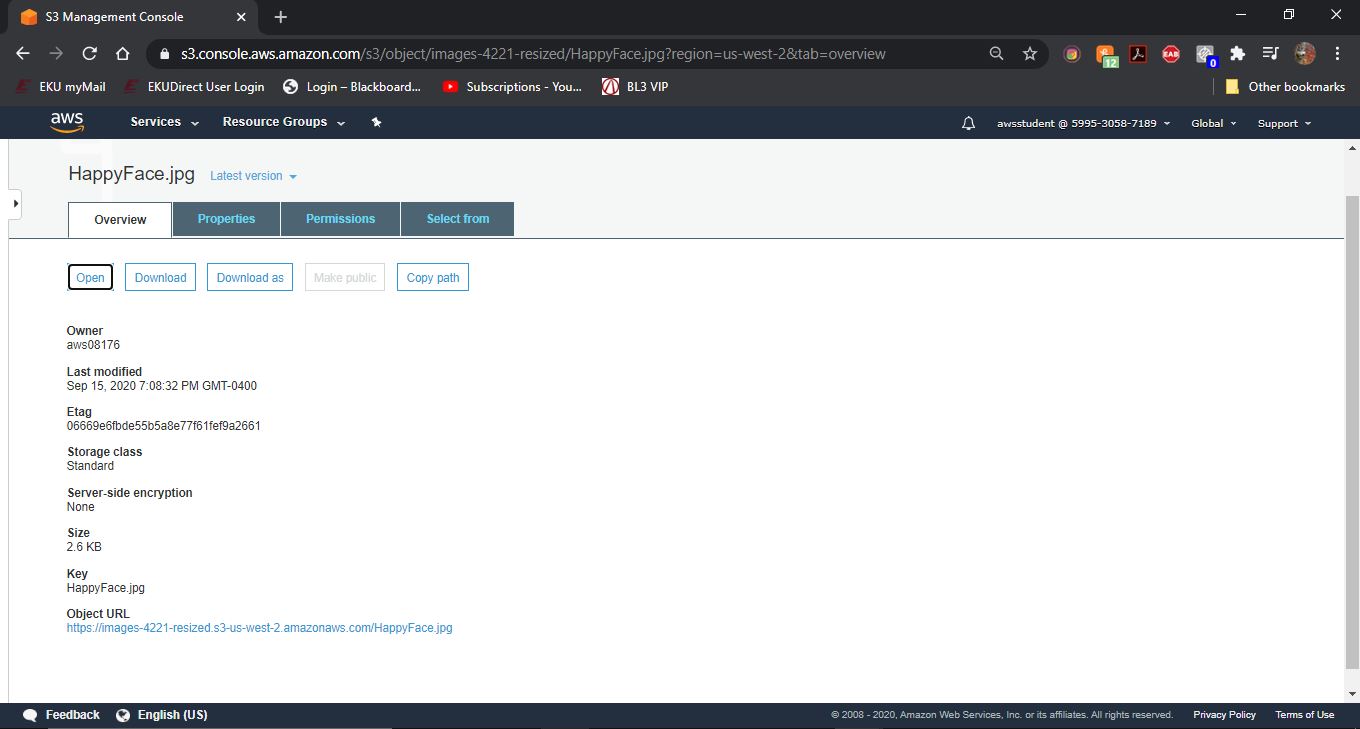 S3 Management Console
s3.console.aws.amazon.com/s3/object/images-4221-resized/HappyFace.jpg?region=us-west-2&tab=overview
12
EAB
0
EKU myMail
EKUDirect User Login
Login – Blackboard...
Subscriptions - You...
BL3 VIP
Other bookmarks
aws
Services
Resource Groups
awsstudent @ 5995-3058-7189
Global
Support
HappyFace.jpg
Latest version
Overview
Properties
Permissions
Select from
Open
Download
Download as
Make public
Copy path
Owner
aws08176
Last modified
Sep 15, 2020 7:08:32 PM GMT-0400
Etag
06669e6fbde55b5a8e77f61fef9a2661
Storage class
Standard
Server-side encryption
None
Size
2.6 KB
Key
HappyFace.jpg
Object URL
https://images-4221-resized.s3-us-west-2.amazonaws.com/HappyFace.jpg
Feedback
English (US)
© 2008 - 2020, Amazon Web Services, Inc. or its affiliates. All rights reserved.
Privacy Policy
Terms of Use